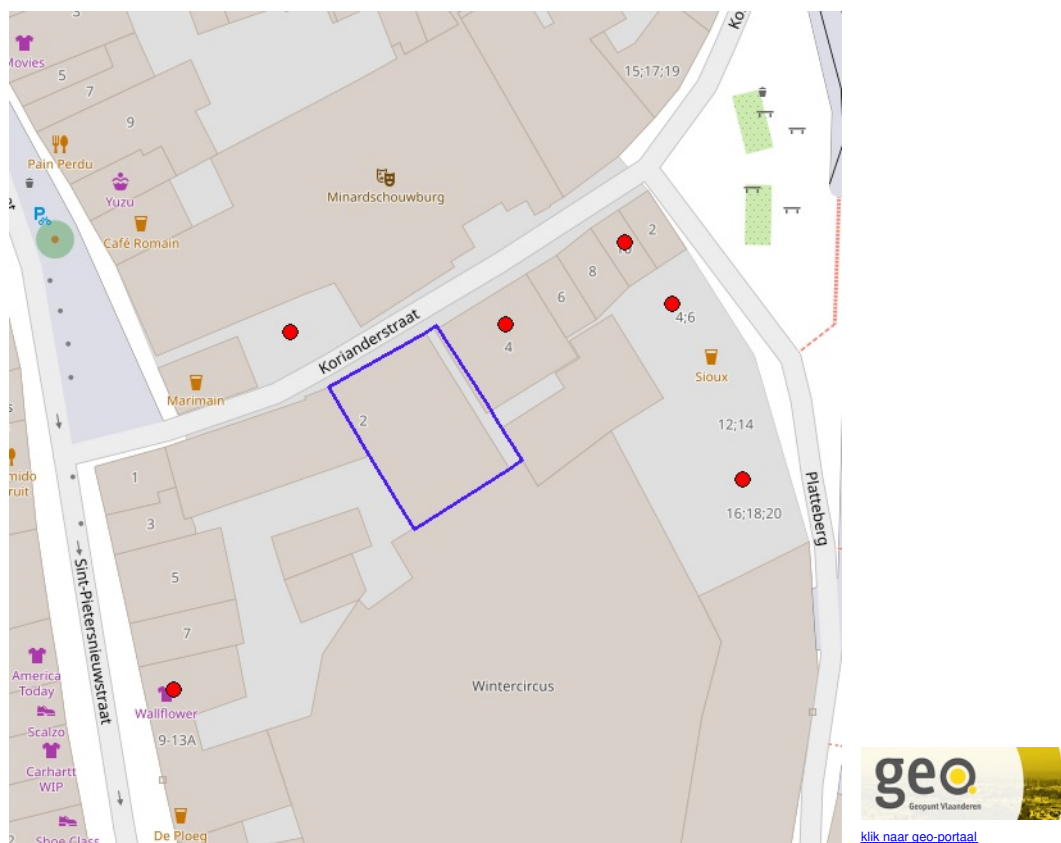 3
Movies
5
7
9
15;17;19
Pain Perdu
Yuzu
Minardschouwburg
Café Romain
P
2
8
6
4;6
Korianderstraat
4
Sioux
Marimain
2
12;14
1
16;18;20
Platteberg
3
5
Sint-Pietersnieuwstraat
7
America
Today
Wintercircus
Wallflower
Scalzo
9-13A
Carhartt
WIP
De Ploeg
Shoe Class
geo
Geopunt Vlaanderen
klik naar geo-portaal